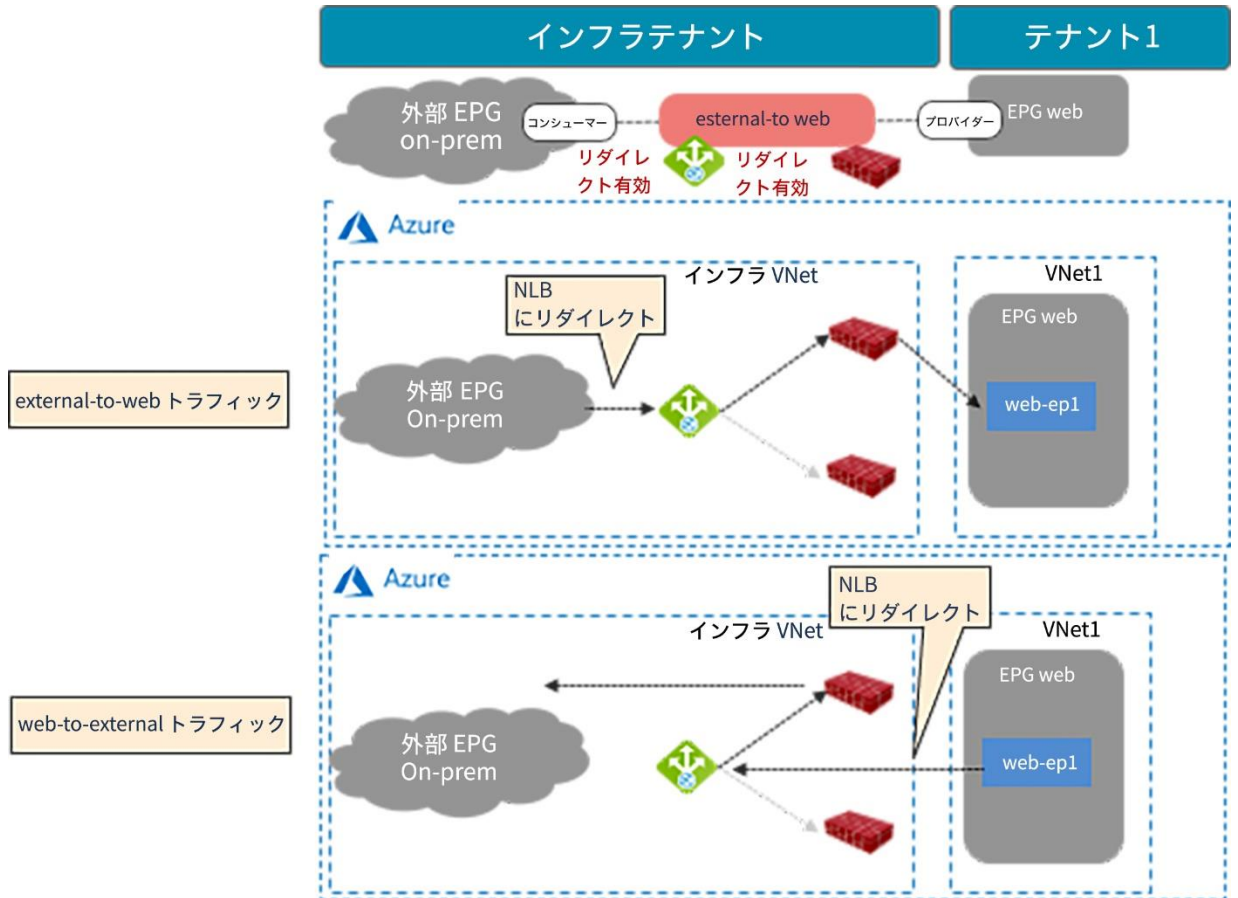 インフラテナント
テナント1
外部 EPG
on-prem
コンシューマー
esternal-to web
プロバイダー
EPG web
リダイレ
クト有効
リダイレ
クト有効
Azure
インフラ VNet
VNet1
NLB
にリダイレクト
EPG web
external-to-web トラフィック
外部 EPG
On-prem
web-ep1
Azure
NLB
にリダイレクト
インフラ VNet
VNet1
EPG web
web-to-external トラフィック
外部 EPG
On-prem
web-ep1